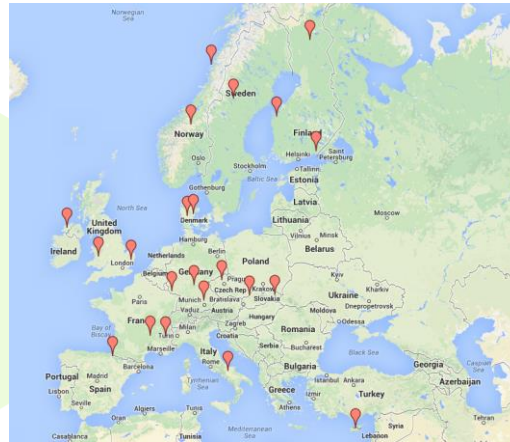 Norwegian
Sea
Sweden
Norway
Finland
Oslo
Helsinki
Saint
Petersburg
Stockholm
Tallinn
Estonia
Gothenburg
Baltic Sea
Latvia
Moscow
North Sea
Denmark
Lithuania
United
Kingdom
Vilnius
Minsk
Ireland
Hamburg
Belarus
London
Netherlands
Berlin
Poland
Belgium
Germany
Prague
Krakow
Kyiv
Kharkiv
Paris
Czech Rep
Slovakia
Ukraine
Munich
Bratislava
Dnepropetrovsk
Vaduz
Austria
Hungary
Moldova
Bay of
Biscay
France
Turin
Milan
Zagreb
Romania
Odessa
Croatia
Marseille
Serbia
Bucharest
Italy
Black Sea
Rome
Bulgaria
Georgia
Caspian
Sea
Portugal
Madrid
Barcelona
Tyrrhenian
Sea
Istanbul
Ankara
Azerbaijan
Lisbon
Spain
Greece
Turkey
Seville
Izmir
Athens
Algiers
Tunis
Oran
Syria
Tehran
Casablanca
Tunisia
Mediterranean
Sea
Lebanon